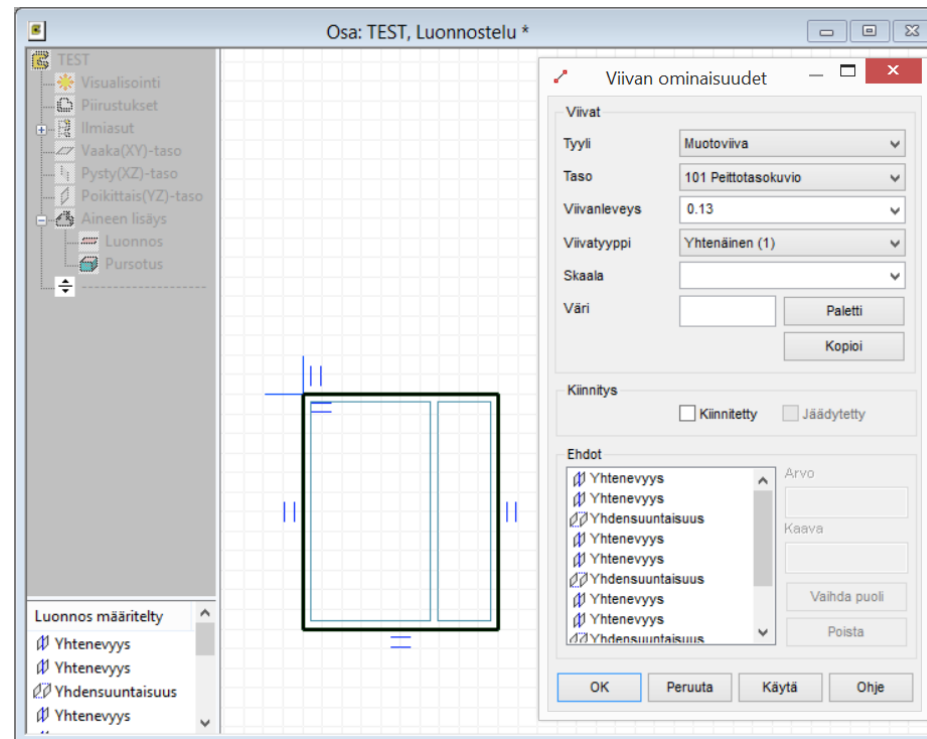 Osa: TEST, Luonnostelu *
TEST
Visualisointi
Piirustukset
Ilmiasut
Vaaka(XY)-taso
Pysty(XZ)-taso
Poikittais(YZ)-taso
Aineen lisäys
Luonnos
Pursotus
Luonnos määritelty
Yhtenevyys
Yhtenevyys
Yhdensuuntaisuus
Yhtenevyys
Viivan ominaisuudet
Viivat
Tyyli Muotoviiva
Taso 101 Peittotasokuvio
Viivanleveys 0.13
Viivatyyppi Yhtenäinen (1)
Skaala
Väri Paletti
Kopioi
Kiinnitys
Kiinnitetty Jäädytetty
Ehdot
Yhtenevyys
Yhtenevyys
Yhdensuuntaisuus
Yhtenevyys
Yhtenevyys
Yhdensuuntaisuus
Yhtenevyys
Yhtenevyys
Yhdensuuntaisuus
Arvo
Kaava
Vaihda puoli
Poista
OK Peruuta Käytä Ohje